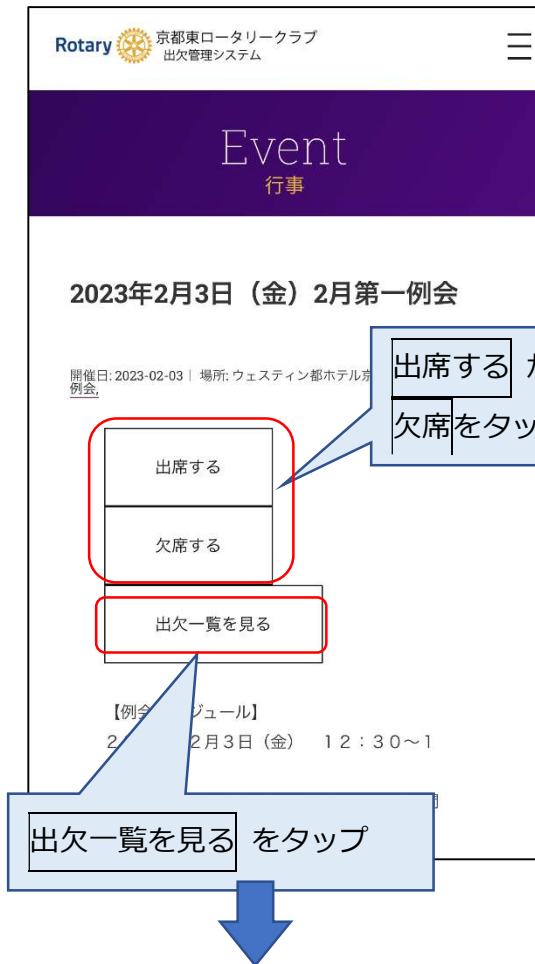 Rotary 京都東ロータリークラブ
出欠管理システム
Event
行事
2023年2月3日（金）2月第一例会
開催日: 2023-02-03｜ 場所: ウェスティン都ホテル京
例会,
出席する か
欠席をタッ
出席する
欠席する
出欠一覧を見る
【例会 ジュール】
2 2月3日（金） 12：30～1
出欠一覧を見る をタップ